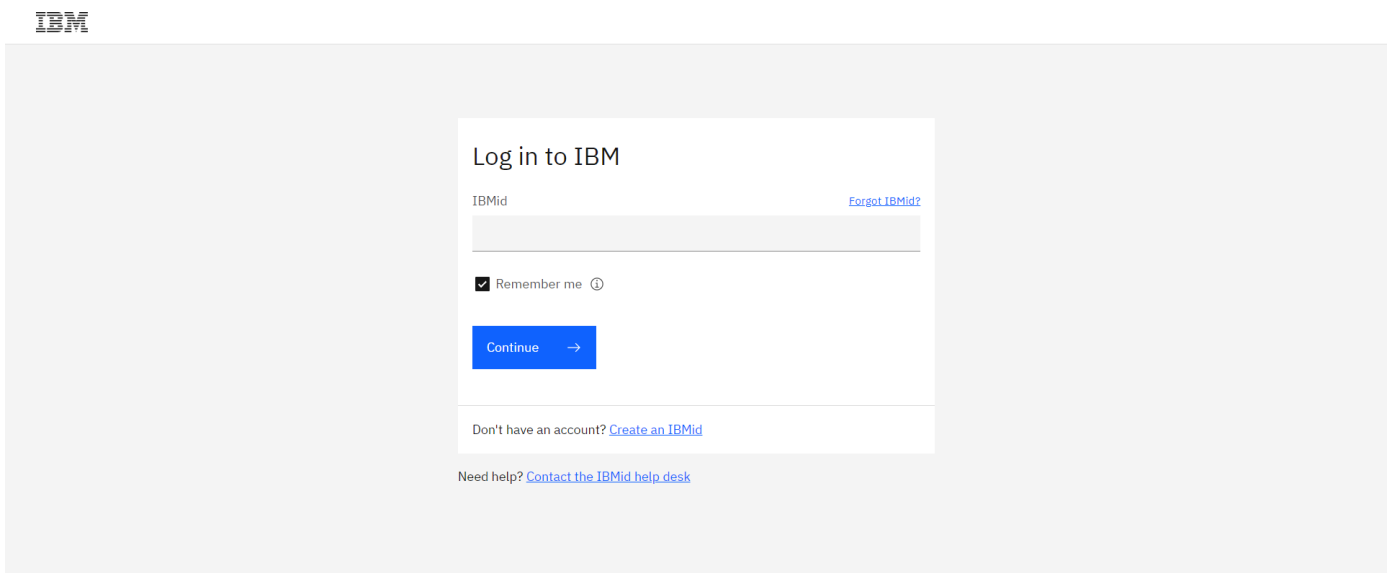 IBM
Log in to IBM
IBMid Forgot IBMid?
Remember me
Continue
Don't have an account? Create an IBMid
Need help? Contact the IBMid help desk